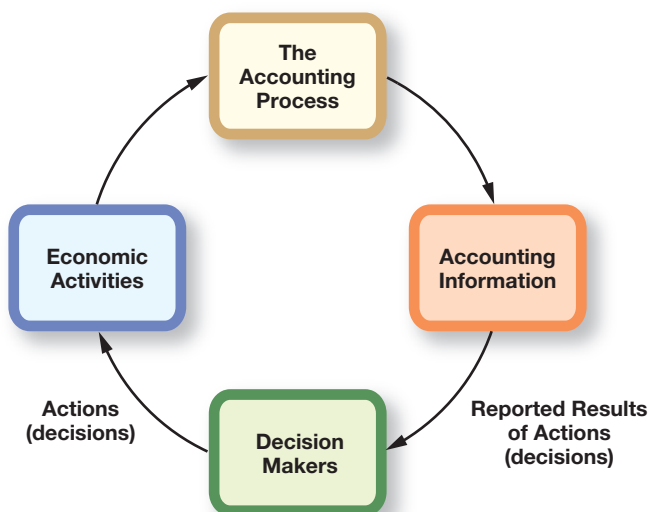 The
Accounting
Process
Economic
Activities
Accounting
Information
Actions
(decisions)
Reported Results
of Actions
(decisions)
Decision
Makers